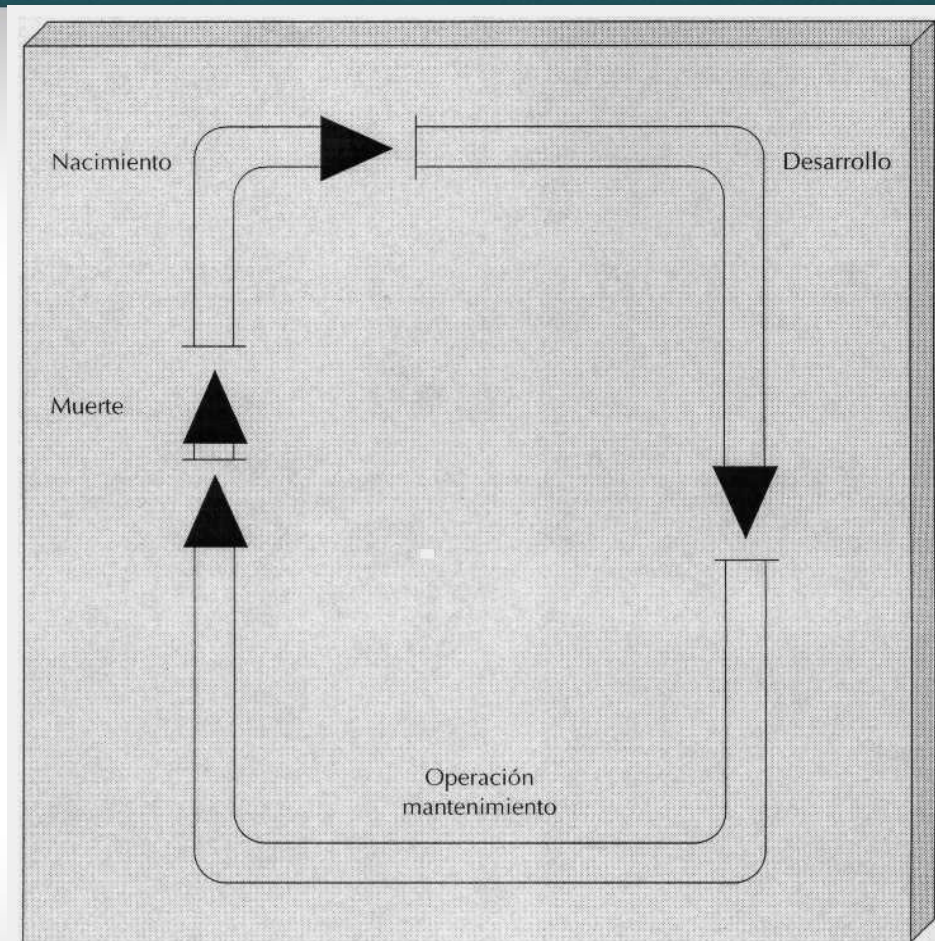 Nacimiento
Desarrollo
Muerte
Operación
mantenimiento